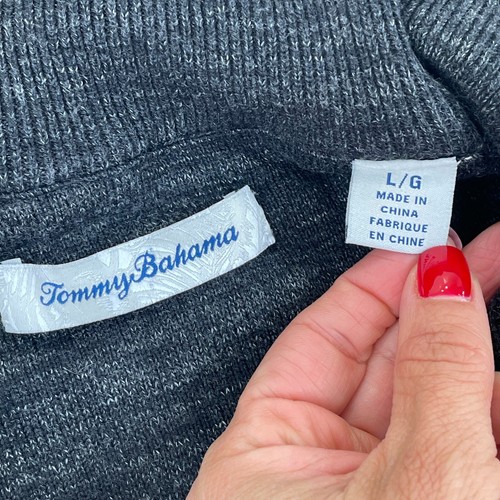 Tommy Bahama
L/G
MADE IN
CHINA
FABRIQUE
EN CHINE